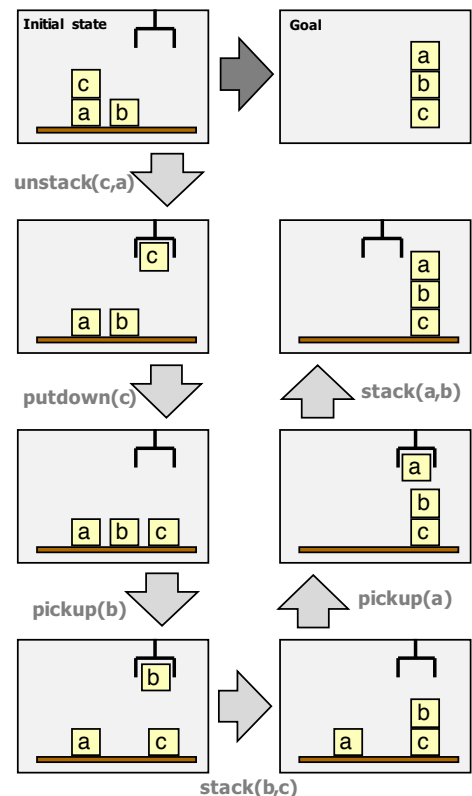 Initial state
c
a b
Goal
a
b
c
unstack(c,a)
c
a b
putdown(c)
a b c
pickup(b)
b
a c
stack(b,c)
b
a c
pickup(a)
a
b
c
stack(a,b)
a
b
c